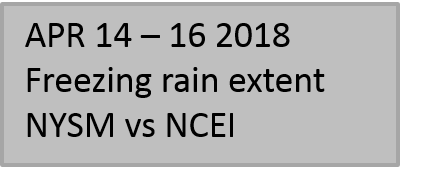 APR 14 – 16 2018
Freezing rain extent
NYSM vs NCEI